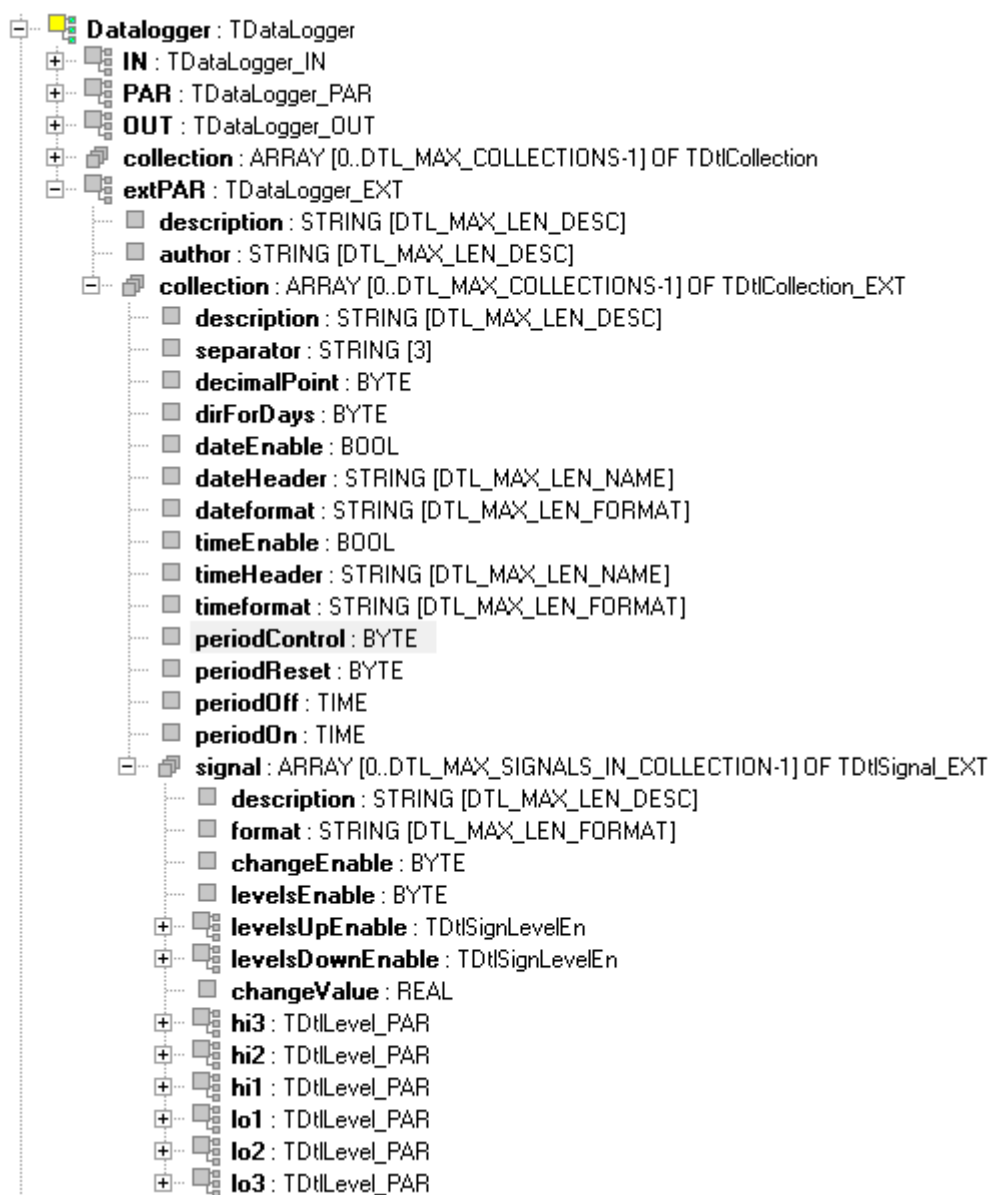 Datalogger : TDataLogger
IN : TDataLogger_IN
PAR : TDataLogger_PAR
OUT : TDataLogger_OUT
collection : ARRAY [0..DTL_MAX_COLLECTIONS-1] OF TDtlCollection
extPAR : TDataLogger_EXT
description : STRING [DTL_MAX_LEN_DESC]
author : STRING [DTL_MAX_LEN_DESC]
collection : ARRAY [0..DTL_MAX_COLLECTIONS-1] OF TDtlCollection_EXT
description : STRING [DTL_MAX_LEN_DESC]
separator : STRING [3]
decimalPoint : BYTE
dirForDays : BYTE
dateEnable : BOOL
dateHeader : STRING [DTL_MAX_LEN_NAME]
dateformat : STRING [DTL_MAX_LEN_FORMAT]
timeEnable : BOOL
timeHeader : STRING [DTL_MAX_LEN_NAME]
timeformat : STRING [DTL_MAX_LEN_FORMAT]
periodControl : BYTE
periodReset : BYTE
periodOff : TIME
periodOn : TIME
signal : ARRAY [0..DTL_MAX_SIGNALS_IN_COLLECTION-1] OF TDtlSignal_EXT
description : STRING [DTL_MAX_LEN_DESC]
format : STRING [DTL_MAX_LEN_FORMAT]
changeEnable : BYTE
levelsEnable : BYTE
levelsUpEnable : TDtlSignLevelEn
levelsDownEnable : TDtlSignLevelEn
changeValue : REAL
hi3 : TDtlLevel_PAR
hi2 : TDtlLevel_PAR
hi1 : TDtlLevel_PAR
lo1 : TDtlLevel_PAR
lo2 : TDtlLevel_PAR
lo3 : TDtlLevel_PAR